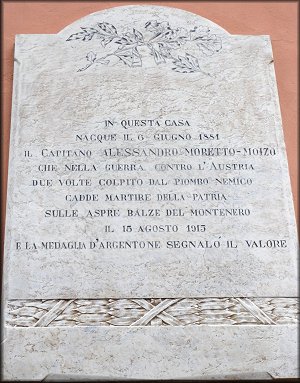 IN QUESTA CASA
NACQUE IL 6 GIUGNO 1881
IL CAPITANO ALESSANDRO MORETTO-MOIZO
CHE NELLA GUERRA CONTRO L'AUSTRIA
DUE VOLTE COLPITO DAL PIOMBO NEMICO
CADDE MARTIRE DELLA PATRIA
SULLE ASPRE BALZE DEL MONTENERO
IL 15 AGOSTO 1915
E LA MEDAGLIA D'ARGENTO NE SEGNALÒ IL VALORE